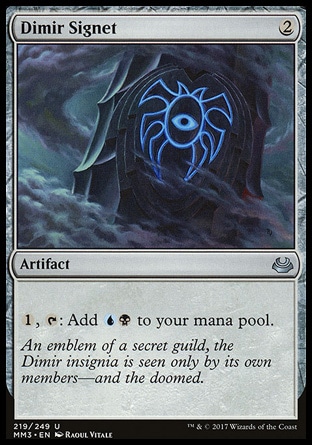 Dimir Signet 2
Artifact
1, : Add to your mana pool.
An emblem of a secret guild, the
Dimir insignia is seen only by its own
members—and the doomed.
219/249 U
MM3 • EN Raoul Vitale ™ & © 2017 Wizards of the Coast